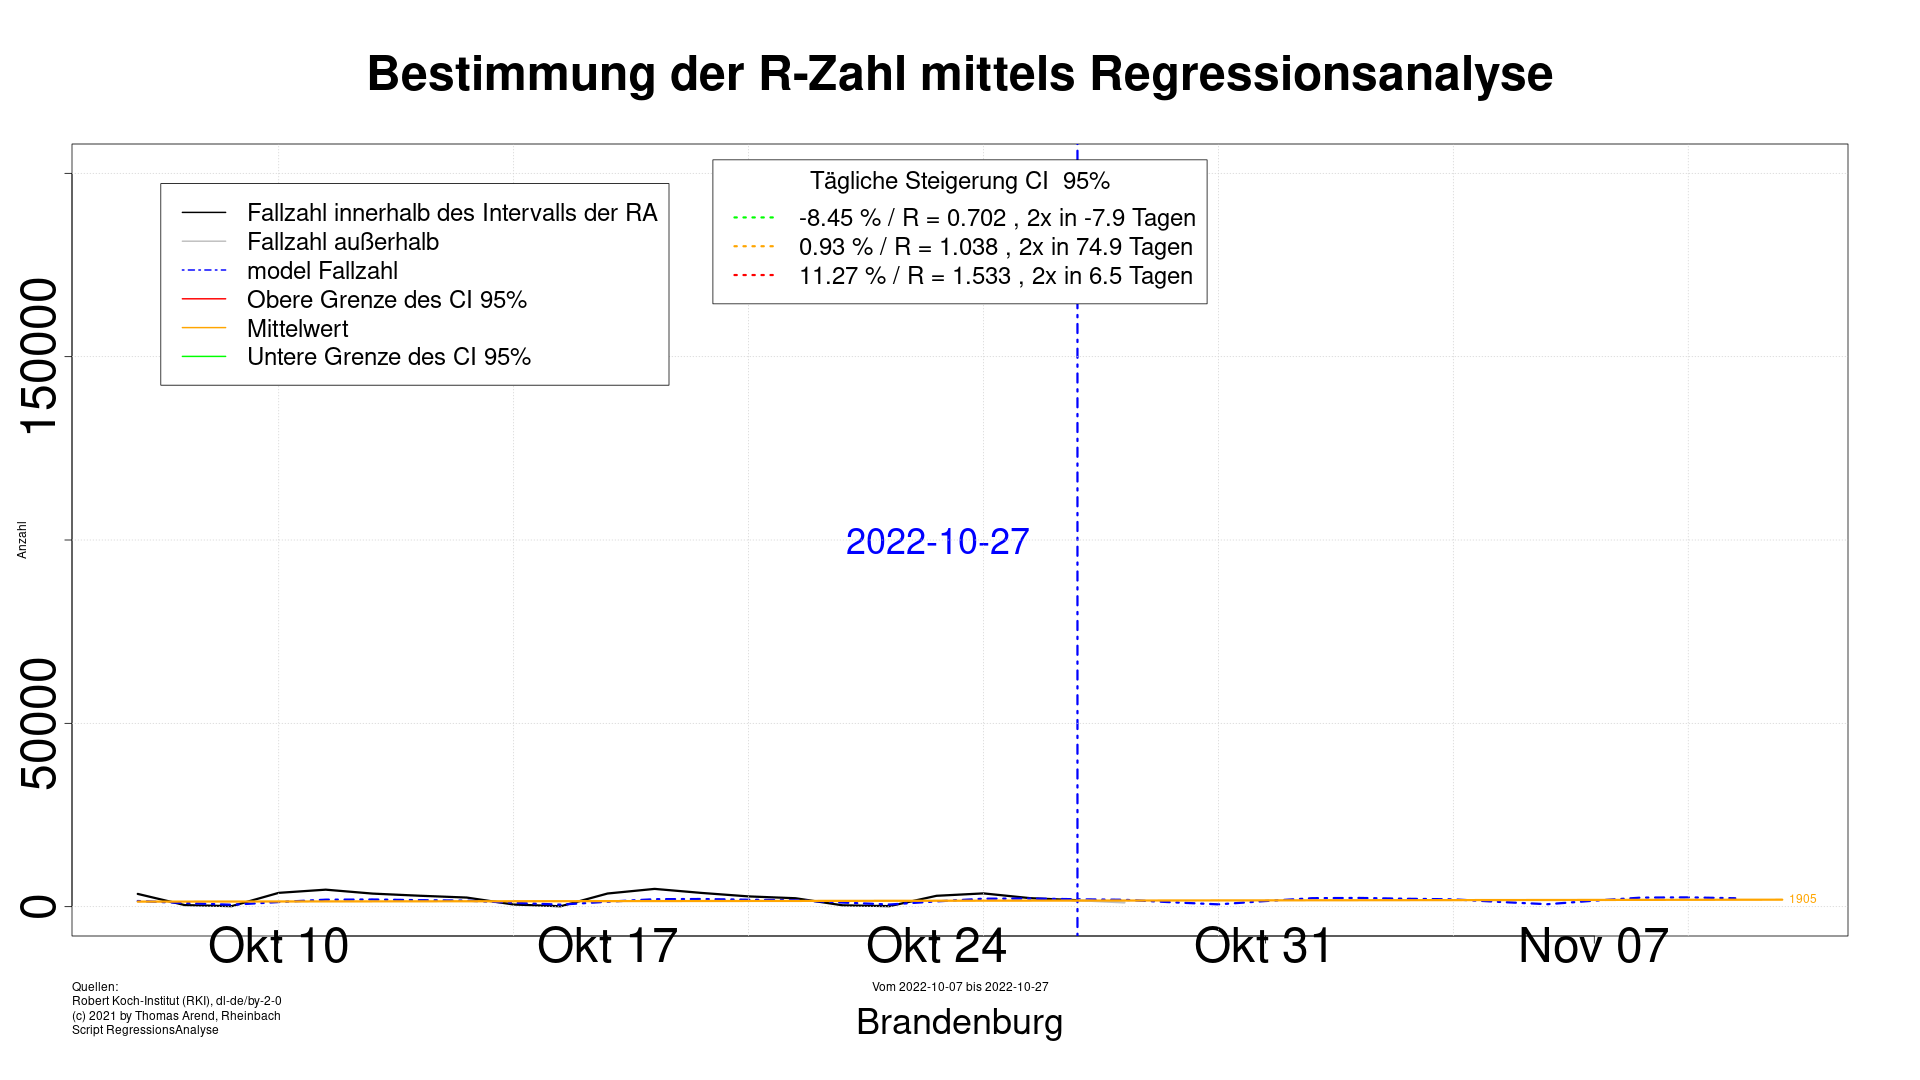 Bestimmung der R-Zahl mittels Regressionsanalyse
Fallzahl innerhalb des Intervalls der RA
Fallzahl außerhalb
model Fallzahl
Obere Grenze des CI 95%
Mittelwert
Untere Grenze des CI 95%
Tägliche Steigerung CI  95%
-8.45 % / R = 0.702 , 2x in -7.9 Tagen
0.93 % / R = 1.038 , 2x in 74.9 Tagen
11.27 % / R = 1.533 , 2x in 6.5 Tagen
150000
50000
0
Anzahl
2022-10-27
1905
Okt 10 Okt 17 Okt 24 Okt 31 Nov 07
Vom 2022-10-07 bis 2022-10-27
Brandenburg
Quellen:
Robert Koch-Institut (RKI), dl-de/by-2-0
(c) 2021 by Thomas Arend, Rheinbach
Script RegressionsAnalyse